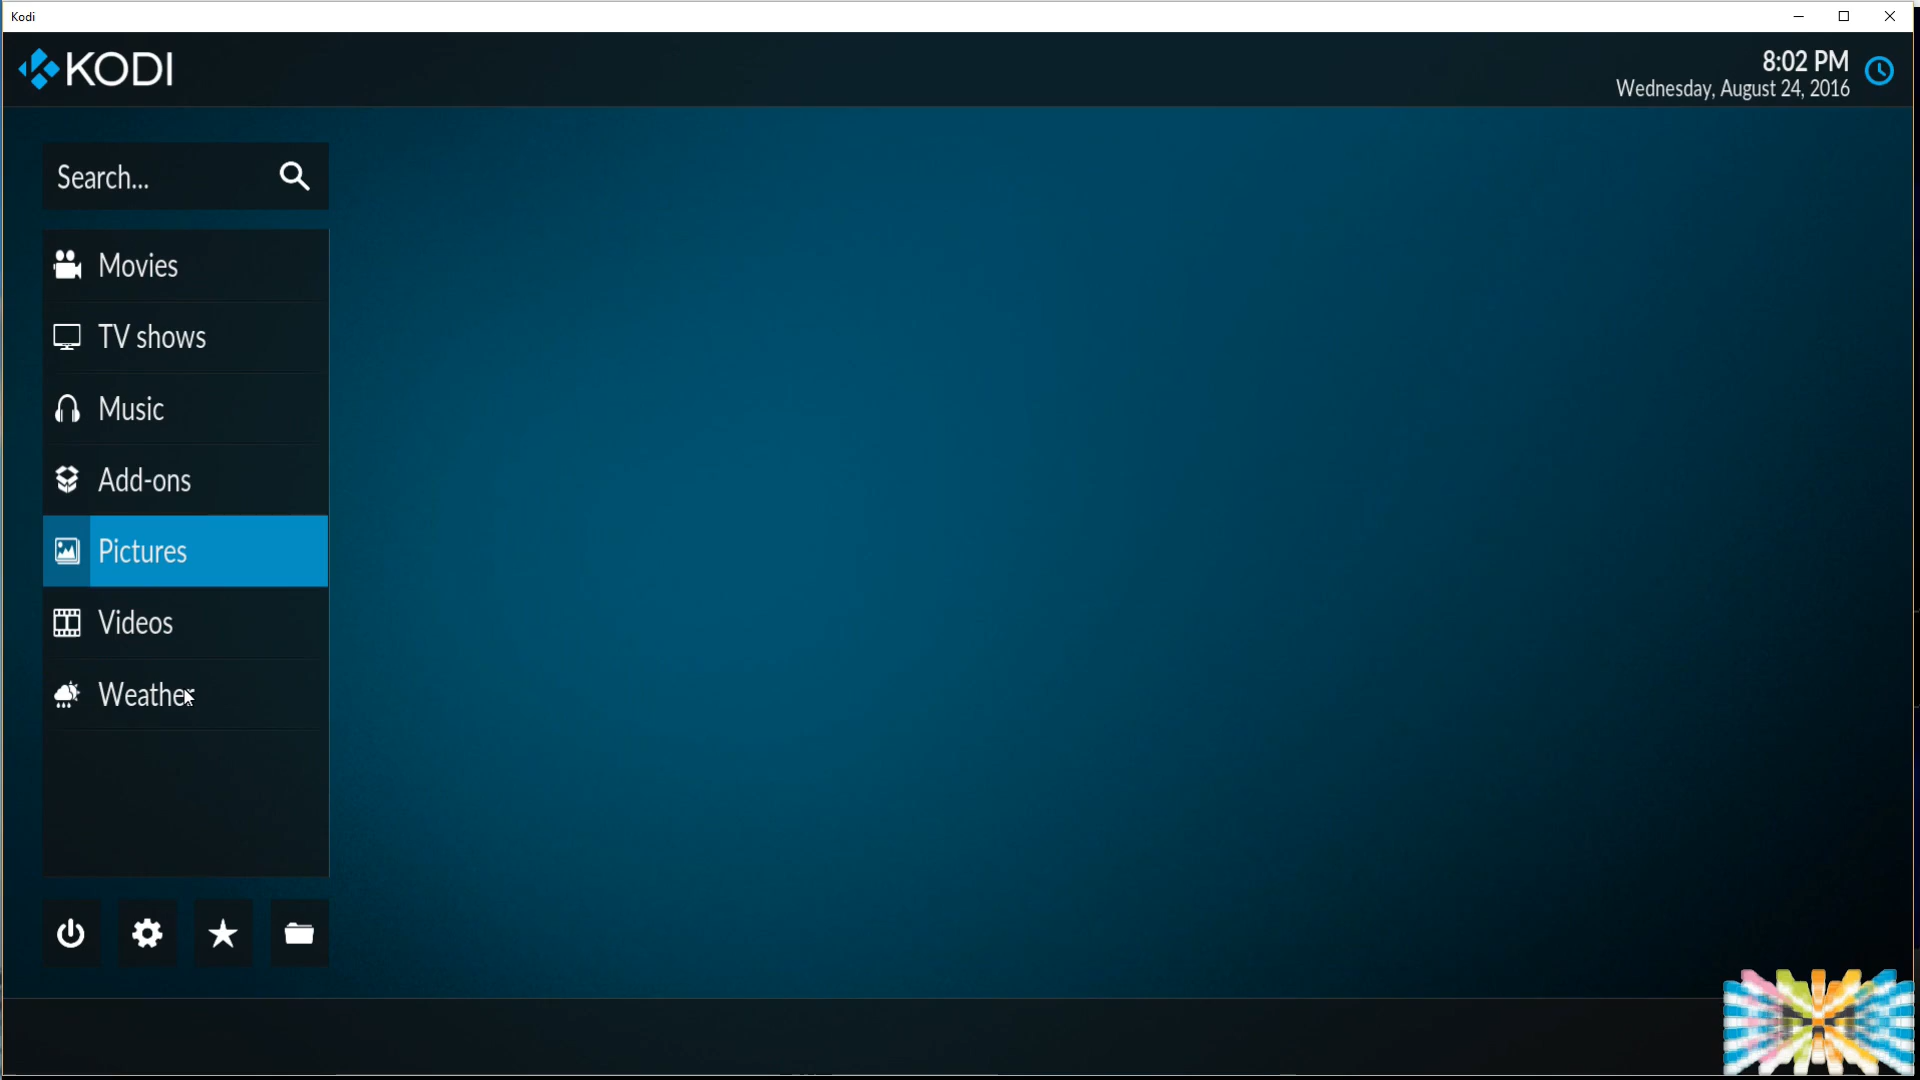 Kodi
KODI
8:02 PM
Wednesday, August 24, 2016
Search...
Movies
TV shows
Music
Add-ons
Pictures
Videos
Weather